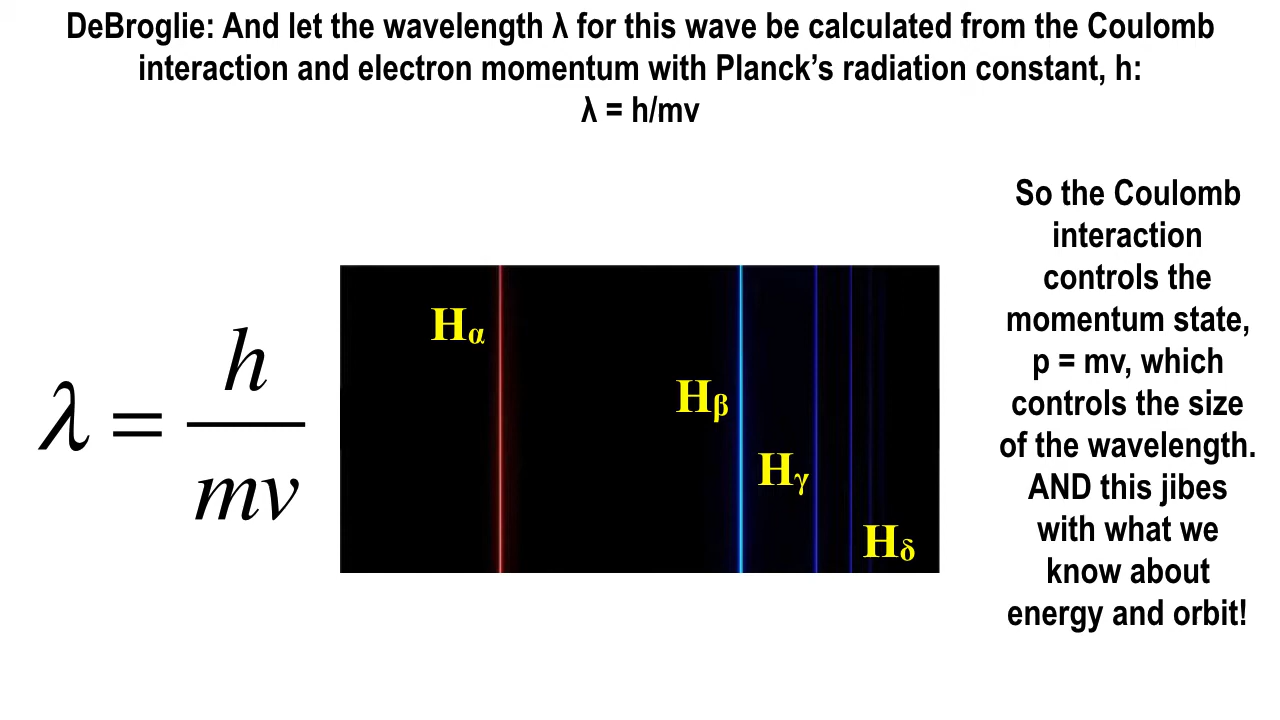 DeBroglie: And let the wavelength λ for this wave be calculated from the Coulomb
interaction and electron momentum with Planck’s radiation constant, h:
λ = h/mv
λ = h/mv
Hα
Hβ
Hγ
Hδ
So the Coulomb
interaction
controls the
momentum state,
p = mv, which
controls the size
of the wavelength.
AND this jibes
with what we
know about
energy and orbit!